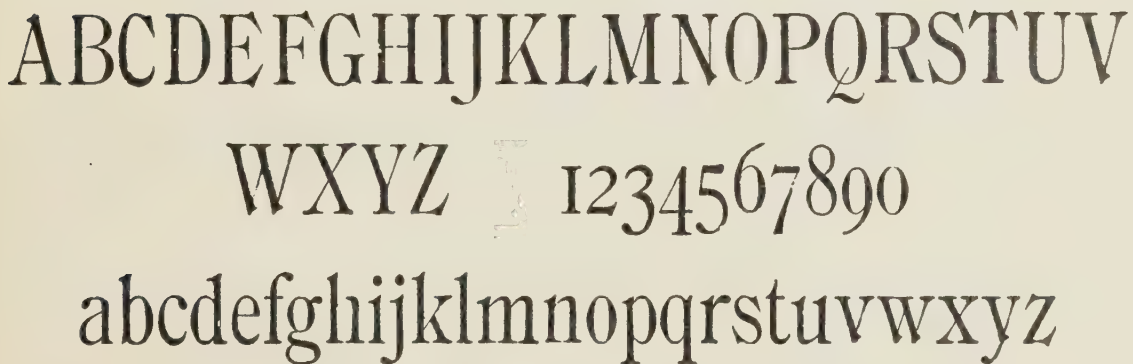 ABCDEFGHIJKLMNOPQRSTUV
WXYZ 1234567890
abcdefghijklmnopqrstuvwxyz